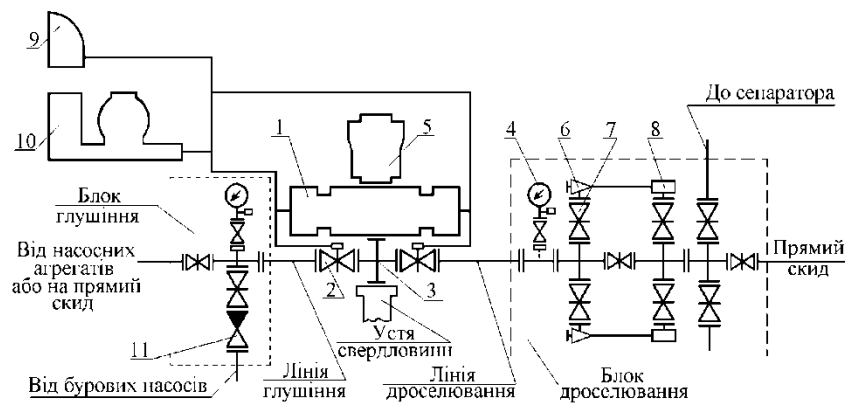 9
10
1
5
4
6
7
8
До сепаратора
Блок
глушіння
Від насосних
агрегатів
або на прямий
скид
Прямий
скид
2
3
11
Устя
свердловини
Від бурових насосів
Лінія
глушіння
Лінія
дроселювання
Блок
дроселювання